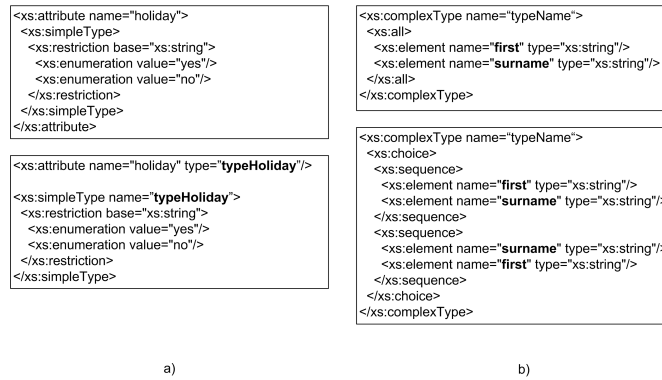 <xs:attribute name="holiday">
<xs:simpleType>
<xs:restriction base="xs:string">
<xs:enumeration value="yes"/>
<xs:enumeration value="no"/>
</xs:restriction>
</xs:simpleType>
</xs:attribute>
<xs:attribute name="holiday" type="typeHoliday"/>
<xs:simpleType name="typeHoliday">
<xs:restriction base="xs:string">
<xs:enumeration value="yes"/>
<xs:enumeration value="no"/>
</xs:restriction>
</xs:simpleType>
a)
<xs:complexType name="typeName“>
<xs:all>
<xs:element name="first" type="xs:string"/>
<xs:element name="surname" type="xs:string"/>
</xs:all>
</xs:complexType>
<xs:complexType name="typeName“>
<xs:choice>
<xs:sequence>
<xs:element name="first" type="xs:string"/>
<xs:element name="surname" type="xs:string"/>
</xs:sequence>
<xs:sequence>
<xs:element name="surname" type="xs:string"/>
<xs:element name="first" type="xs:string"/>
</xs:sequence>
</xs:choice>
</xs:complexType>
b)